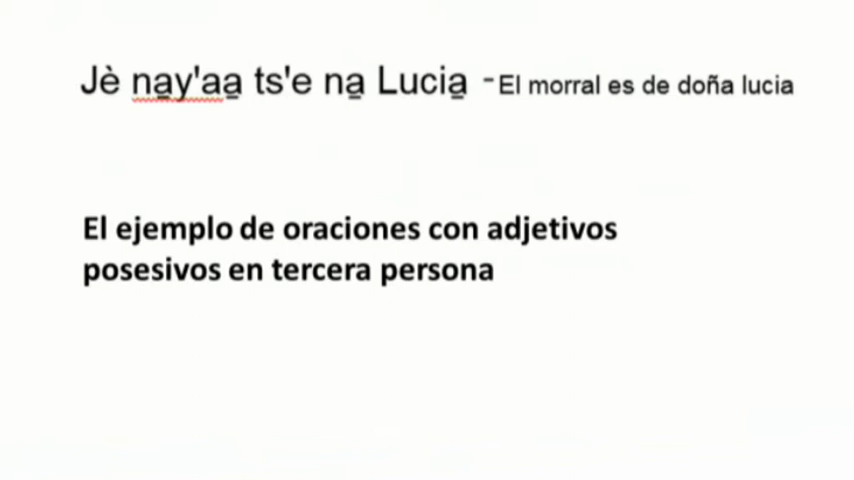 Jè na̱y'aa̱ ts'e na̱ Lucia̱ -El morral es de doña lucia
El ejemplo de oraciones con adjetivos
posesivos en tercera persona